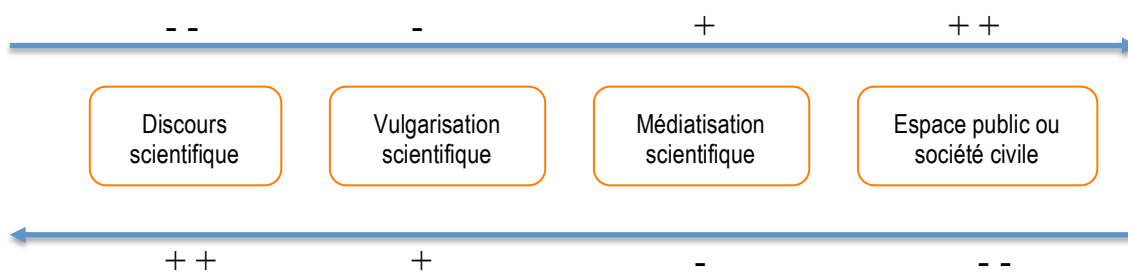 - - - + + +
Discours
scientifique
Vulgarisation
scientifique
Médiatisation
scientifique
Espace public ou
société civile
+ + + - - -